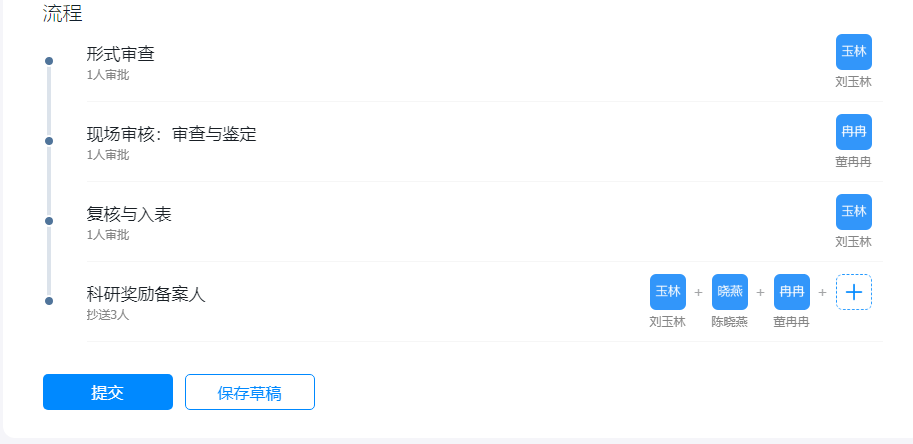 流程
形式审查
1人审批
玉林
刘玉林
现场审核：审查与鉴定
1人审批
冉冉
董冉冉
复核与入表
1人审批
玉林
刘玉林
科研奖励备案人
抄送3人
玉林 + 晓燕 + 冉冉 + +
刘玉林 陈晓燕 董冉冉
提交 保存草稿